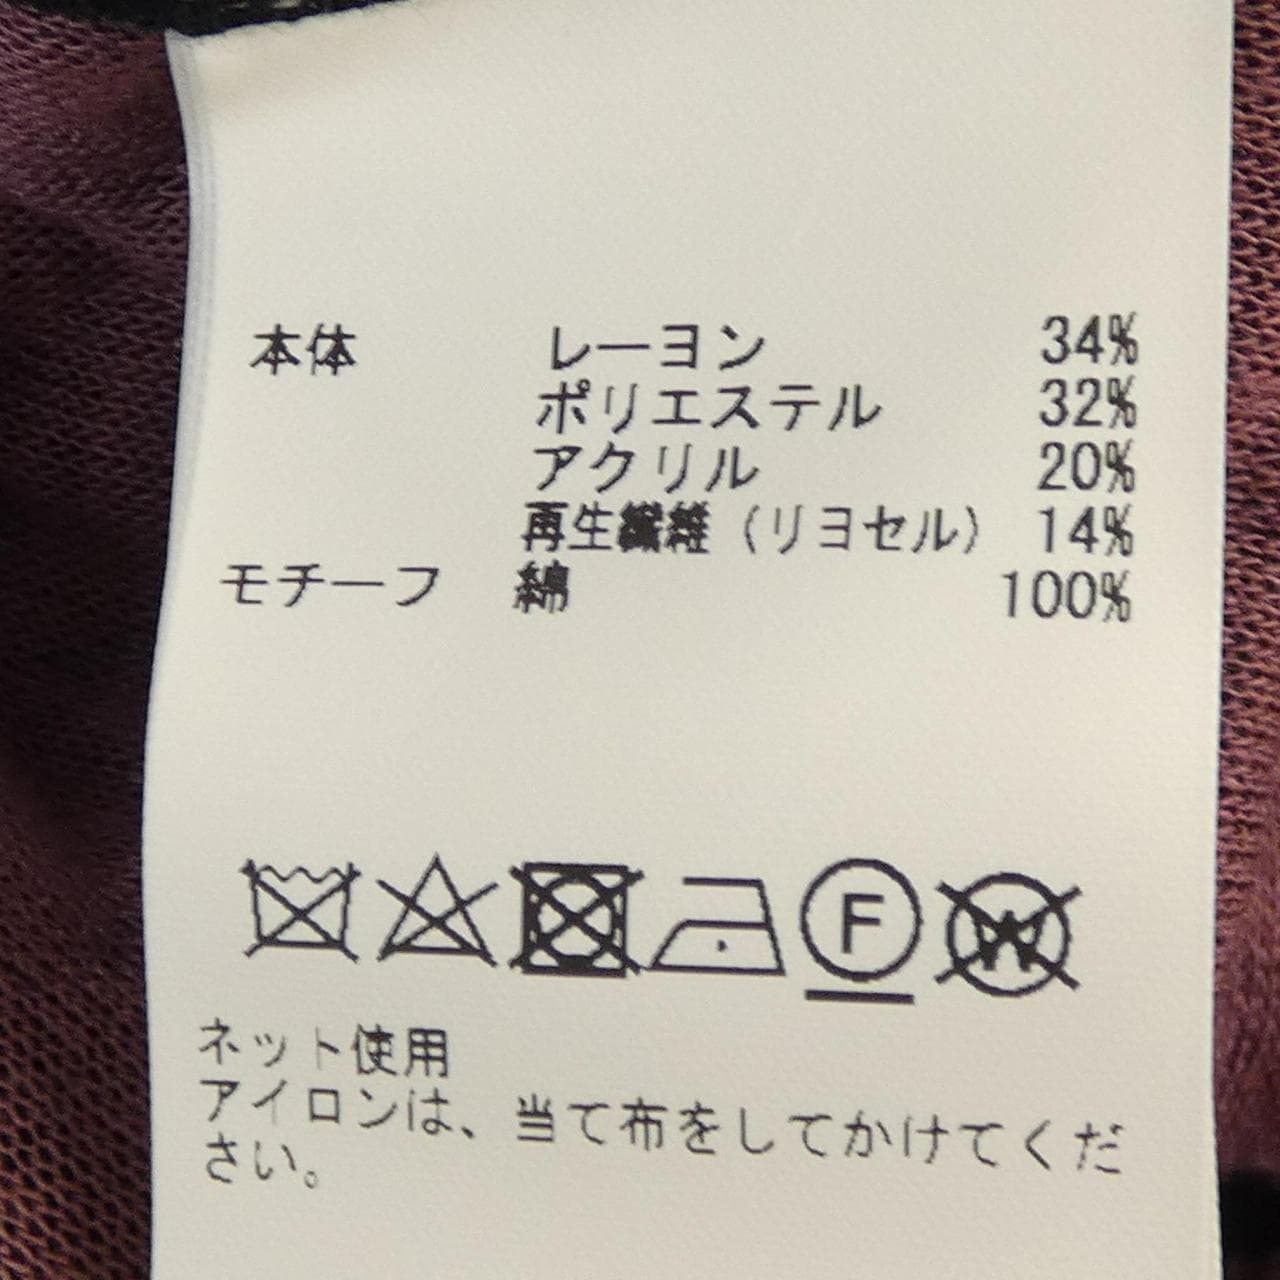 本体 レーヨン 34%
ポリエステル 32%
アクリル 20%
再生繊維（リヨセル） 14%
モチーフ 綿 100%
F W
ネット使用
アイロンは、当て布をしてかけてくだ
さい。